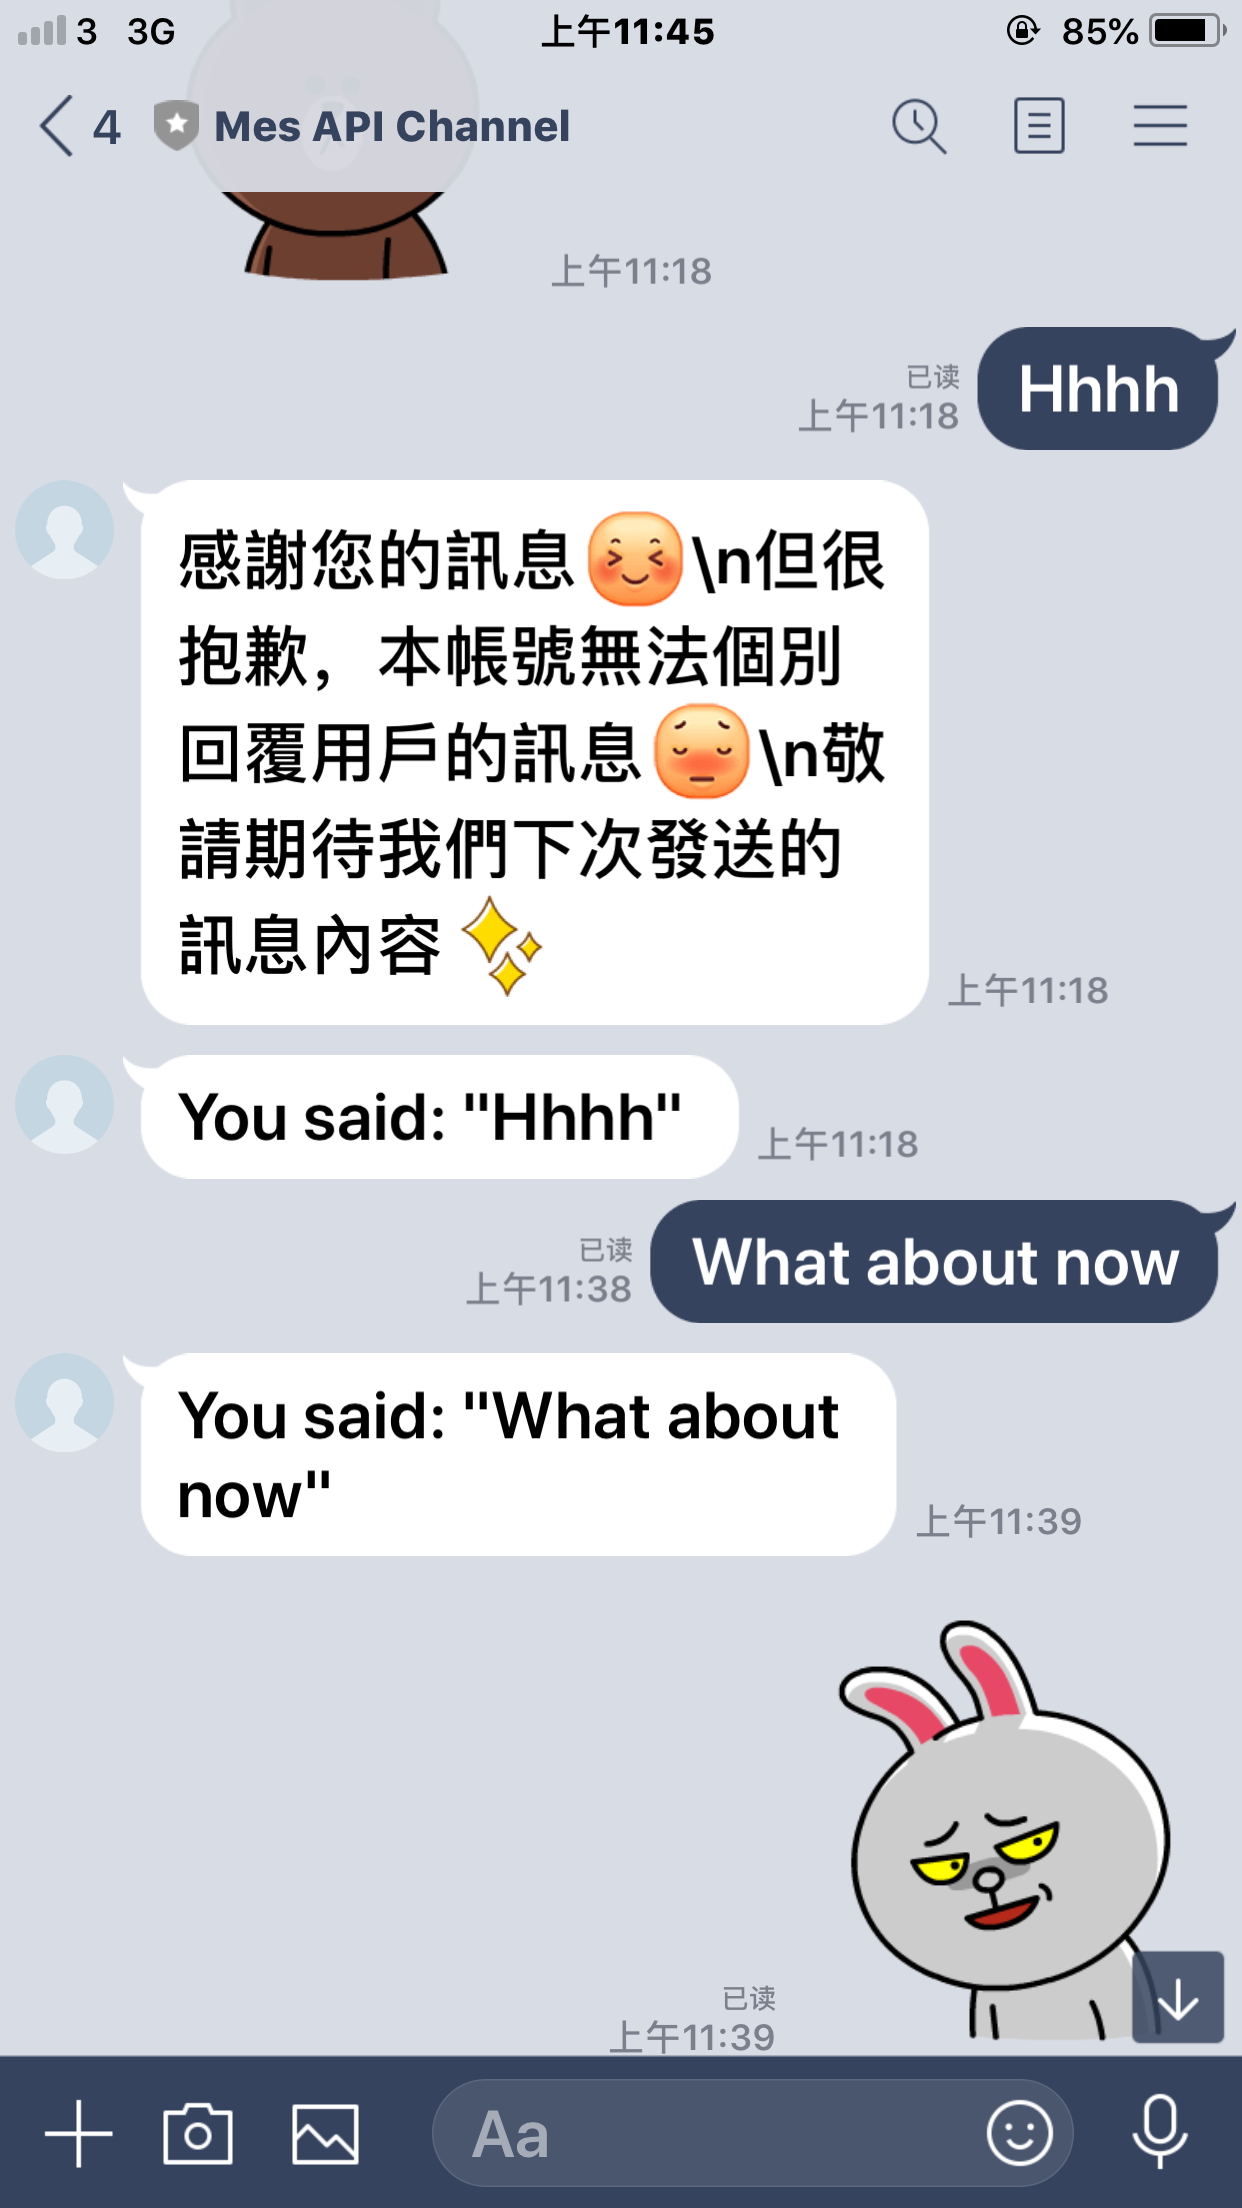 3 3G 上午11:45 85%
4 Mes API Channel
上午11:18
已读
上午11:18
Hhhh
感謝您的訊息\n但很
抱歉，本帳號無法個別
回覆用戶的訊息\n敬
請期待我們下次發送的
訊息內容
上午11:18
You said: "Hhhh"
上午11:18
已读
上午11:38
What about now
You said: "What about
now"
上午11:39
已读
上午11:39
Aa